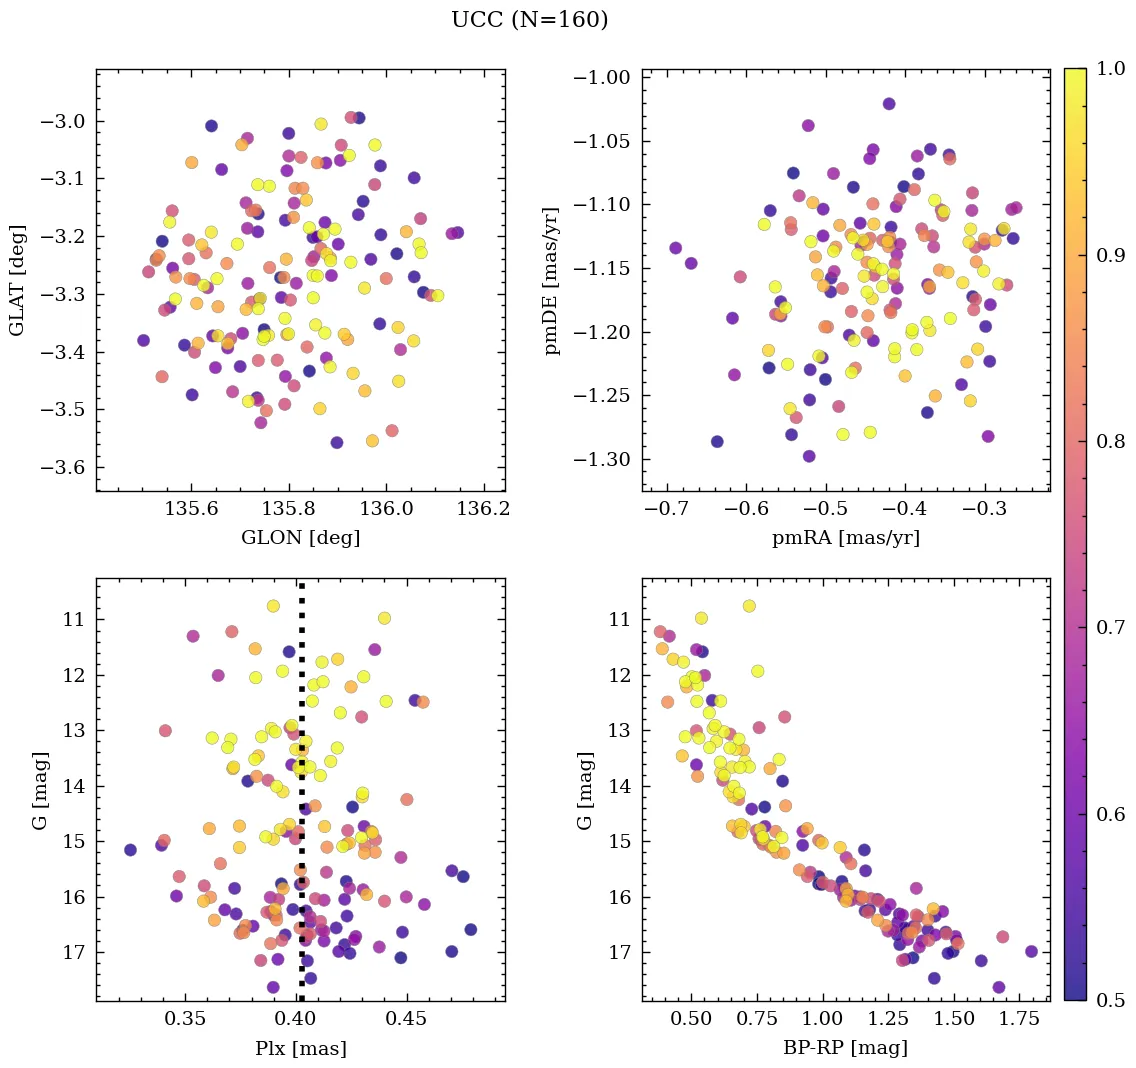 UCC (N=160)
−3.0
−3.1
−3.2
−3.3
−3.4
−3.5
−3.6
GLAT [deg]
135.6 135.8 136.0 136.2
GLON [deg]
−1.00
−1.05
−1.10
−1.15
−1.20
−1.25
−1.30
pmDE [mas/yr]
−0.7 −0.6 −0.5 −0.4 −0.3
pmRA [mas/yr]
11
12
13
14
15
16
17
G [mag]
0.35 0.40 0.45
Plx [mas]
11
12
13
14
15
16
17
G [mag]
0.50 0.75 1.00 1.25 1.50 1.75
BP-RP [mag]
1.0
0.9
0.8
0.7
0.6
0.5